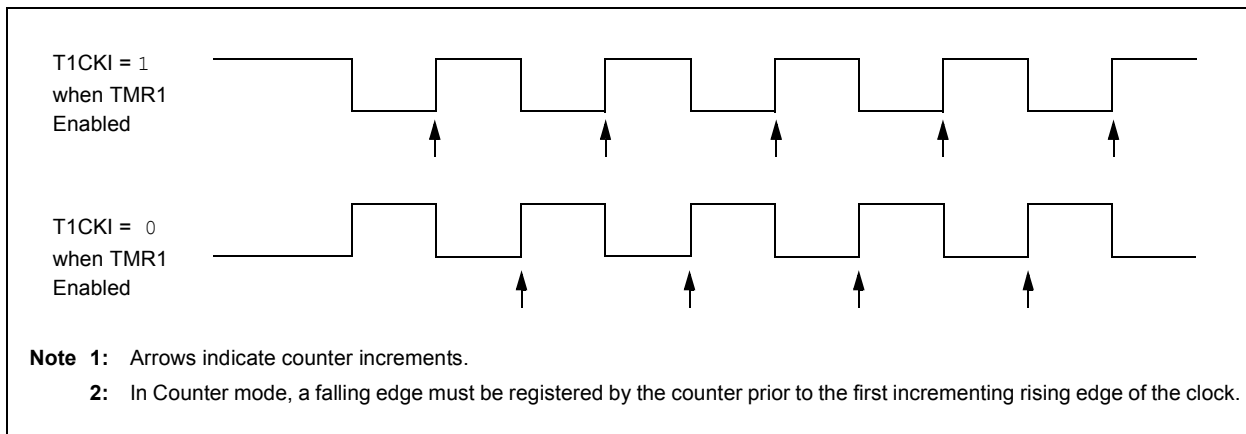 T1CKI = 1
when TMR1
Enabled
T1CKI = 0
when TMR1
Enabled
Note 1: Arrows indicate counter increments.
2: In Counter mode, a falling edge must be registered by the counter prior to the first incrementing rising edge of the clock.